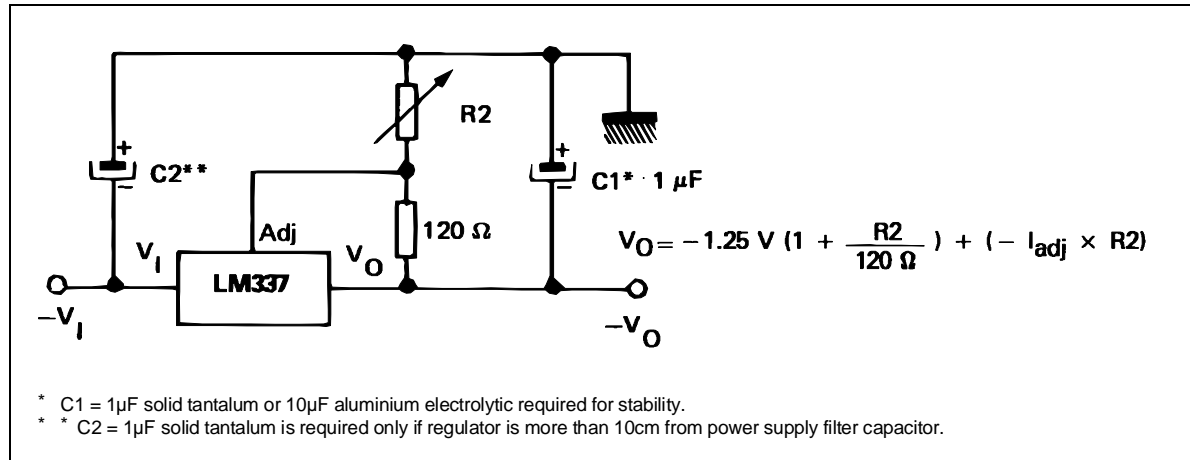 R2
+
C2**
−
+
C1* · 1 µF
−
Adj
120 Ω
V_I
V_O
LM337
−V_I
−V_O
V_O = −1.25 V (1 + R2 / 120 Ω ) + (− I_adj × R2)
* C1 = 1µF solid tantalum or 10µF aluminium electrolytic required for stability.
* * C2 = 1µF solid tantalum is required only if regulator is more than 10cm from power supply filter capacitor.